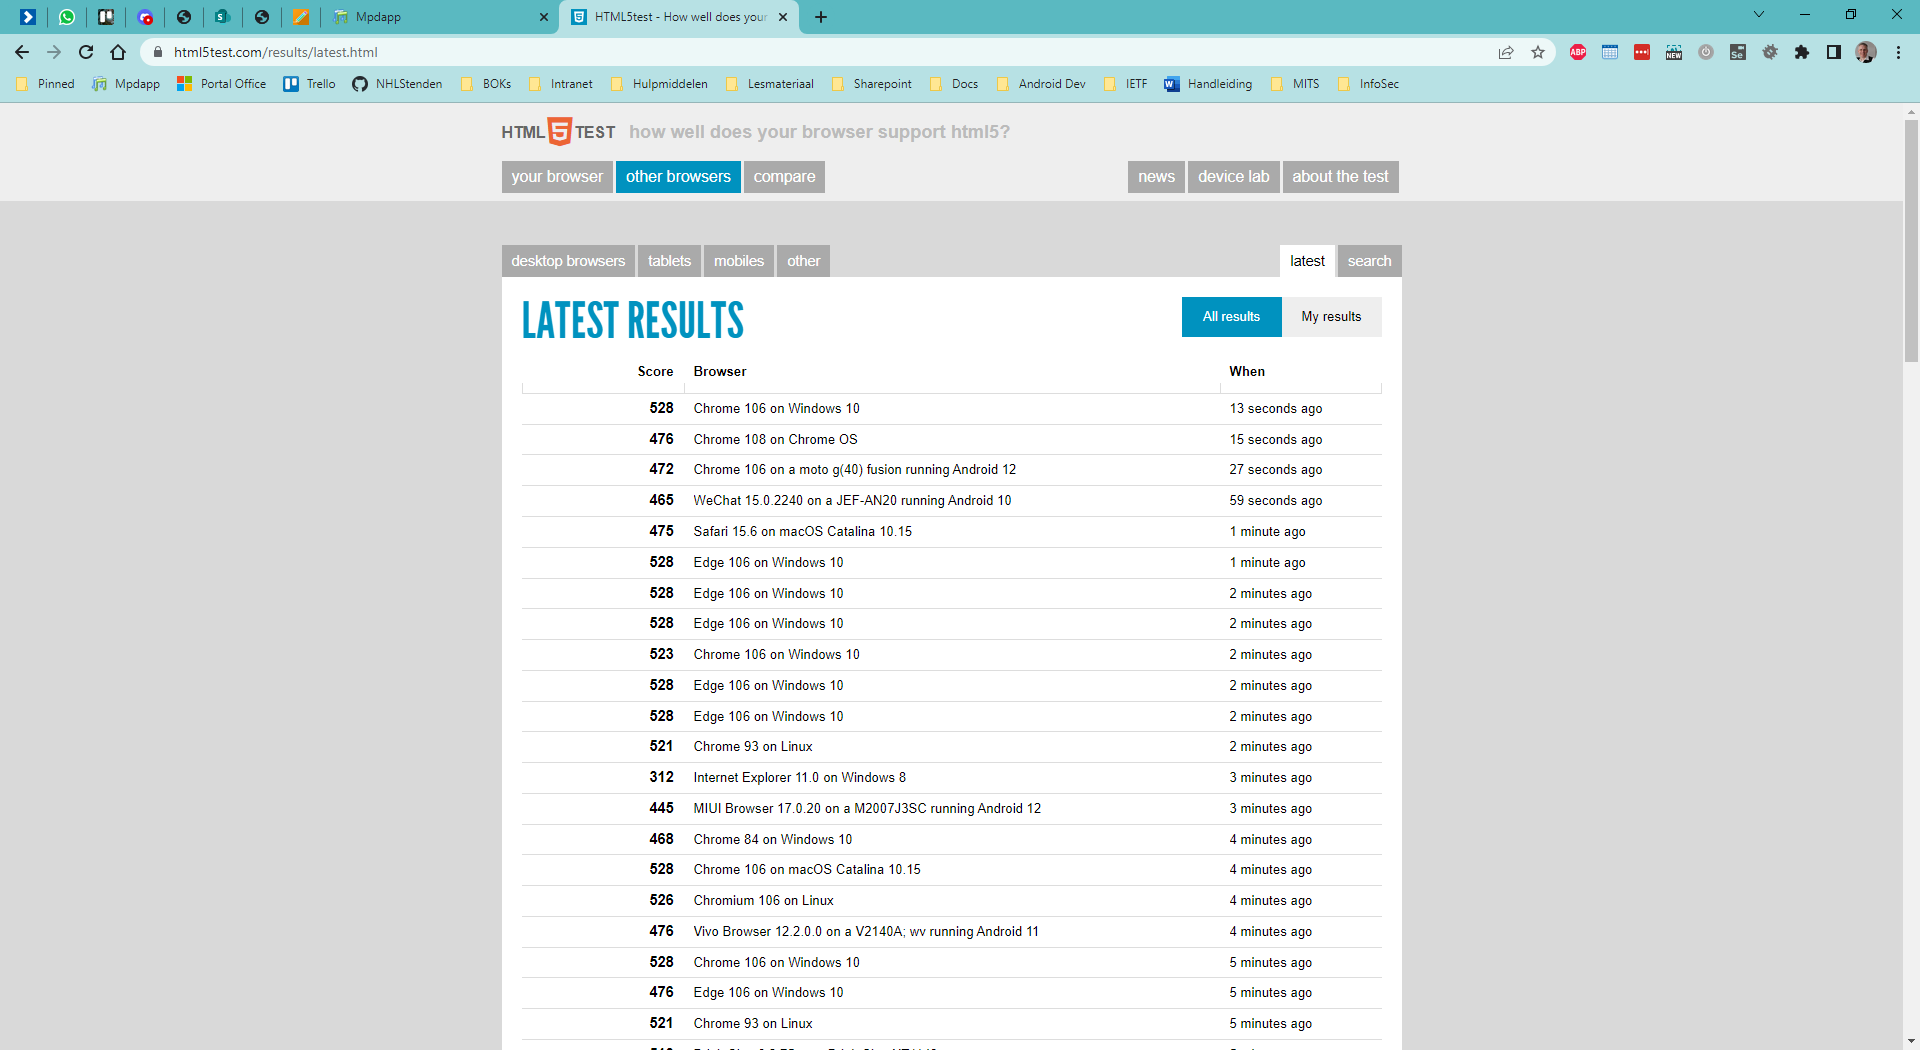 Mpdapp
HTML5test - How well does your
html5test.com/results/latest.html
ABP
NEW
Se
Pinned
Mpdapp
Portal Office
Trello
NHLStenden
BOKs
Intranet
Hulpmiddelen
Lesmateriaal
Sharepoint
Docs
Android Dev
IETF
Handleiding
MITS
InfoSec
HTML5TEST how well does your browser support html5?
your browser other browsers compare news device lab about the test
desktop browsers tablets mobiles other latest search
LATEST RESULTS All results My results
Score Browser When
528 Chrome 106 on Windows 10 13 seconds ago
476 Chrome 108 on Chrome OS 15 seconds ago
472 Chrome 106 on a moto g(40) fusion running Android 12 27 seconds ago
465 WeChat 15.0.2240 on a JEF-AN20 running Android 10 59 seconds ago
475 Safari 15.6 on macOS Catalina 10.15 1 minute ago
528 Edge 106 on Windows 10 1 minute ago
528 Edge 106 on Windows 10 2 minutes ago
528 Edge 106 on Windows 10 2 minutes ago
523 Chrome 106 on Windows 10 2 minutes ago
528 Edge 106 on Windows 10 2 minutes ago
528 Edge 106 on Windows 10 2 minutes ago
521 Chrome 93 on Linux 2 minutes ago
312 Internet Explorer 11.0 on Windows 8 3 minutes ago
445 MIUI Browser 17.0.20 on a M2007J3SC running Android 12 3 minutes ago
468 Chrome 84 on Windows 10 4 minutes ago
528 Chrome 106 on macOS Catalina 10.15 4 minutes ago
526 Chromium 106 on Linux 4 minutes ago
476 Vivo Browser 12.2.0.0 on a V2140A; wv running Android 11 4 minutes ago
528 Chrome 106 on Windows 10 5 minutes ago
476 Edge 106 on Windows 10 5 minutes ago
521 Chrome 93 on Linux 5 minutes ago